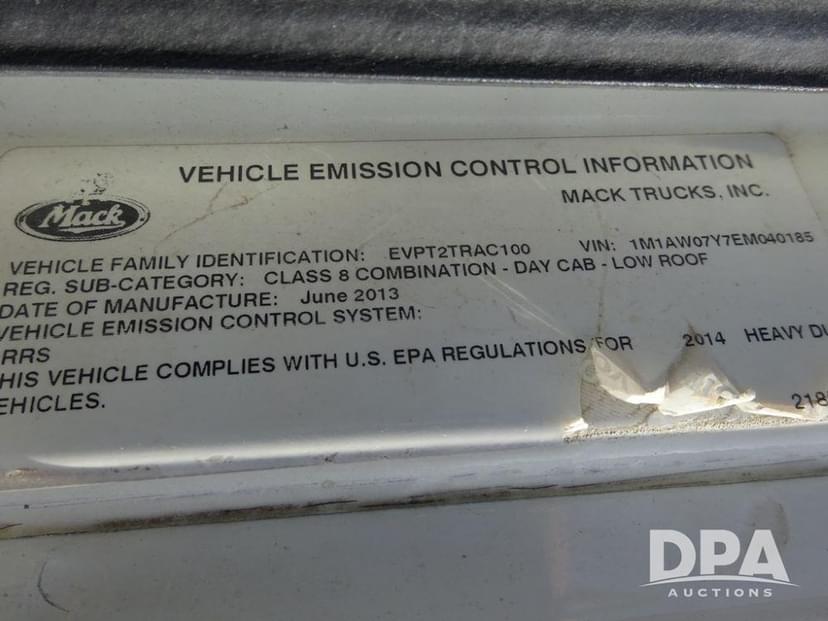 VEHICLE EMISSION CONTROL INFORMATION
Mack
MACK TRUCKS, INC.
VEHICLE FAMILY IDENTIFICATION: EVPT2TRAC100 VIN: 1M1AW07Y7EM040185
REG. SUB-CATEGORY: CLASS 8 COMBINATION - DAY CAB - LOW ROOF
DATE OF MANUFACTURE: June 2013
VEHICLE EMISSION CONTROL SYSTEM:
RRS
HIS VEHICLE COMPLIES WITH U.S. EPA REGULATIONS FOR 2014 HEAVY DU
EHICLES.
218
DPA
AUCTIONS